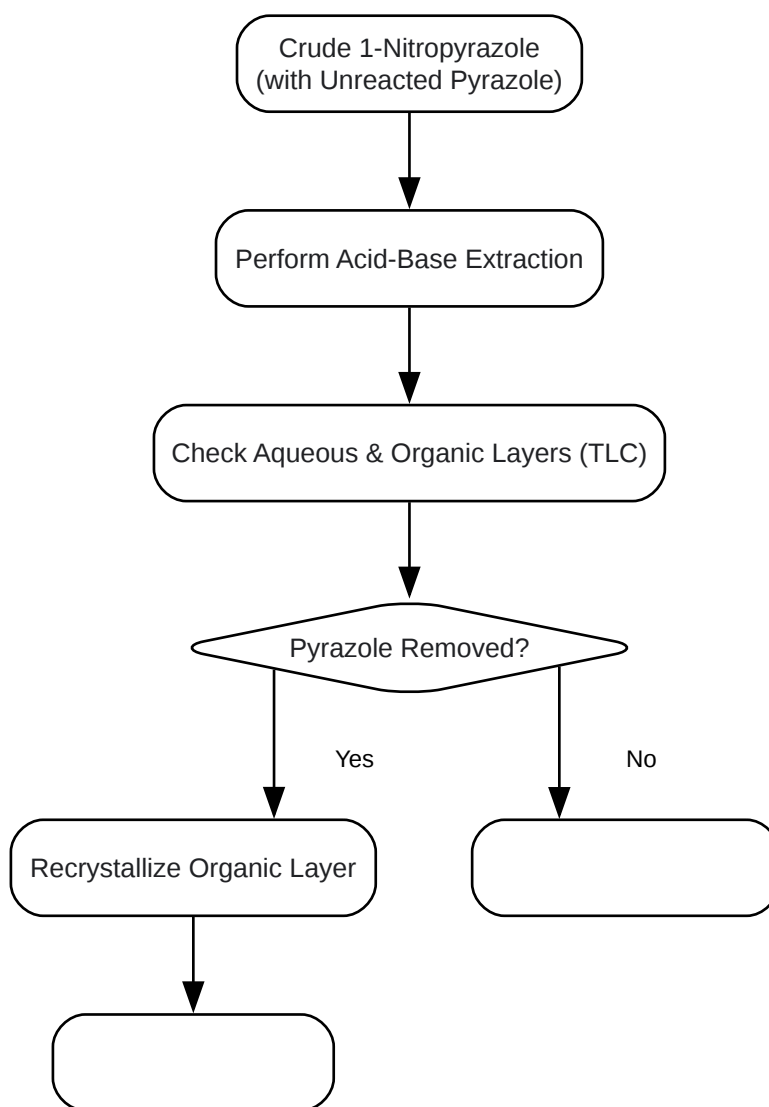 Crude 1-Nitropyrazole
(with Unreacted Pyrazole)
Perform Acid-Base Extraction
Check Aqueous & Organic Layers (TLC)
Pyrazole Removed?
Yes
No
Recrystallize Organic Layer